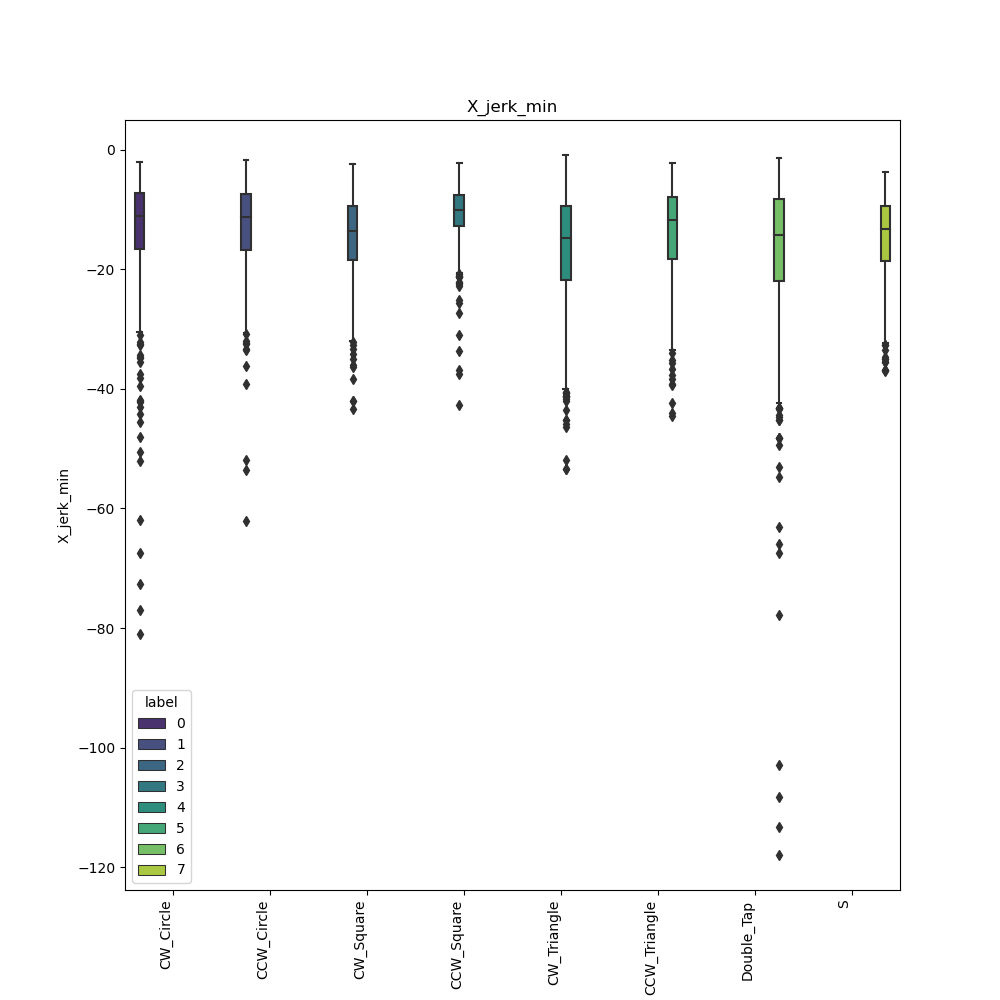 X_jerk_min
X_jerk_min
0
−20
−40
−60
−80
−100
−120
label
0
1
2
3
4
5
6
7
CW_Circle
CCW_Circle
CW_Square
CCW_Square
CW_Triangle
CCW_Triangle
Double_Tap
S